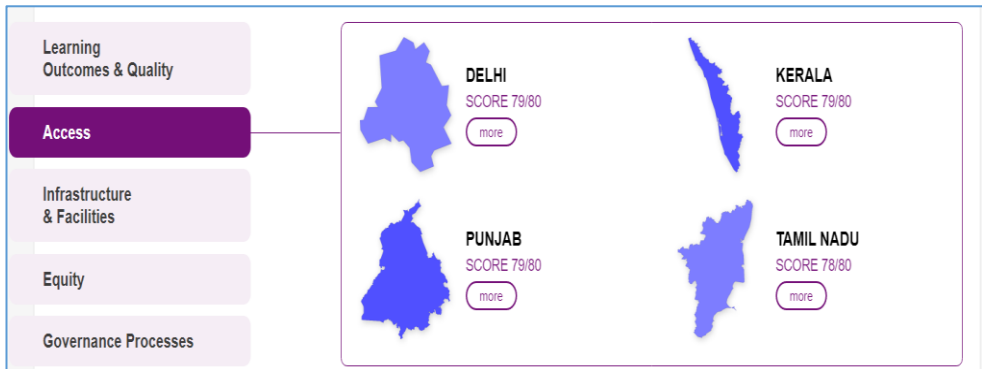 Learning
Outcomes & Quality
Access
Infrastructure
& Facilities
Equity
Governance Processes
DELHI
SCORE 79/80
more
KERALA
SCORE 79/80
more
PUNJAB
SCORE 79/80
more
TAMIL NADU
SCORE 78/80
more